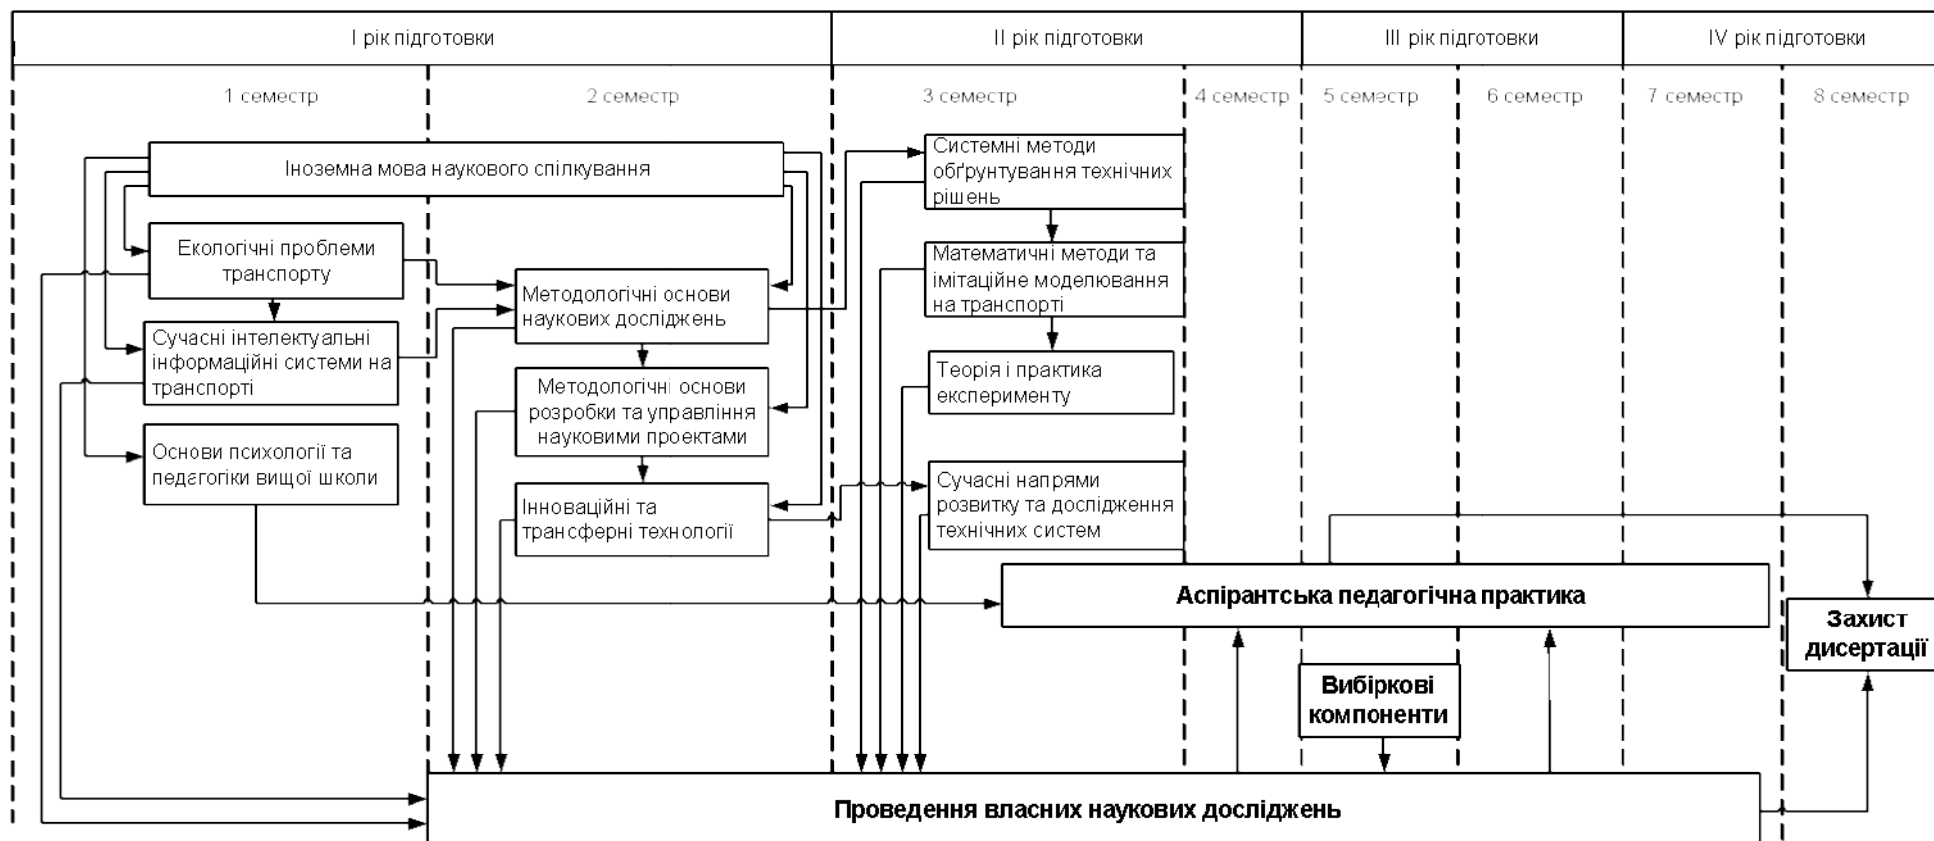 І рік підготовки
ІІ рік підготовки
ІІІ рік підготовки
IV рік підготовки
1 семестр
2 семестр
3 семестр
4 семестр
5 семестр
6 семестр
7 семестр
8 семестр
Іноземна мова наукового спілкування
Екологічні проблеми
транспорту
Сучасні інтелектуальні
інформаційні системи на
транспорті
Основи психології та
педагогіки вищої школи
Методологічні основи
наукових досліджень
Методологічні основи
розробки та управління
науковими проектами
Інноваційні та
трансферні технології
Системні методи
обґрунтування технічних
рішень
Математичні методи та
імітаційне моделювання
на транспорті
Теорія і практика
експерименту
Сучасні напрями
розвитку та дослідження
технічних систем
Аспірантська педагогічна практика
Захист
дисертації
Вибіркові
компоненти
Проведення власних наукових досліджень